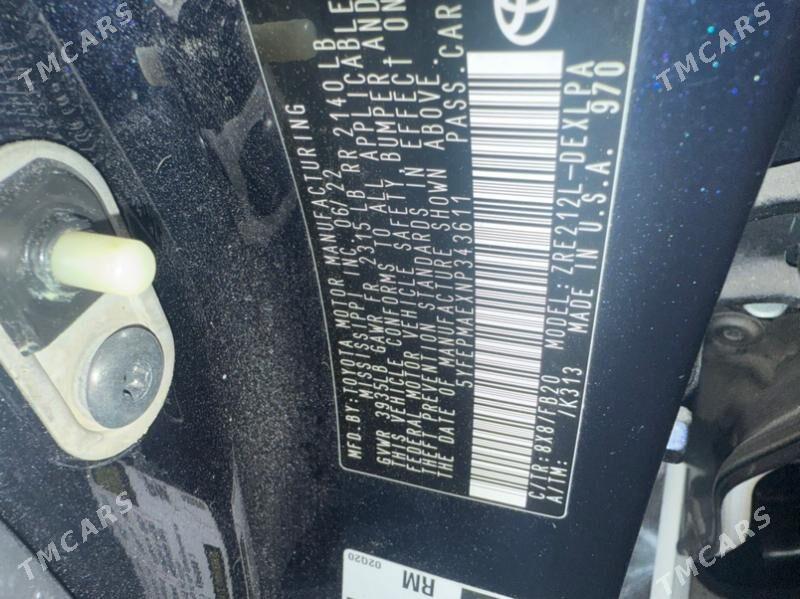 MFD.BY:TOYOTA MOTOR MANUFACTURING
MISSISSIPPI INC. 06/22
GVWR 3935LB GAWR FR 2315 LB RR 2140LB
THIS VEHICLE CONFORMS TO ALL APPLICABLE
FEDERAL MOTOR VEHICLE SAFETY, BUMPER AND
THEFT PREVENTION STANDARDS IN EFFECT ON
THE DATE OF MANUFACTURE SHOWN ABOVE.
5YFEPMAEXNP343611 PASS.CAR
C/TR:8X8/FB20 MODEL:ZRE212L-DEXLPA
A/TM: /K313 MADE IN U.S.A. 970
02Q20
RM
TMCARS
TMCARS
TMCARS
TMCARS
TMCARS